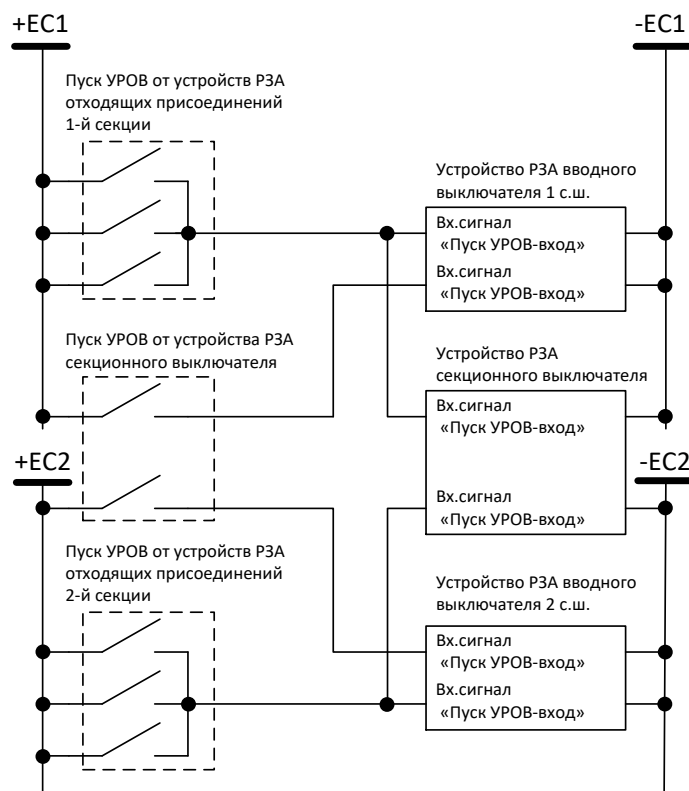 +EC1
-EC1
Пуск УРОВ от устройств РЗА
отходящих присоединений
1-й секции
Устройство РЗА вводного
выключателя 1 с.ш.
Вх.сигнал
«Пуск УРОВ-вход»
Вх.сигнал
«Пуск УРОВ-вход»
Пуск УРОВ от устройства РЗА
секционного выключателя
Устройство РЗА
секционного выключателя
Вх.сигнал
«Пуск УРОВ-вход»
+EC2
-EC2
Вх.сигнал
«Пуск УРОВ-вход»
Пуск УРОВ от устройств РЗА
отходящих присоединений
2-й секции
Устройство РЗА вводного
выключателя 2 с.ш.
Вх.сигнал
«Пуск УРОВ-вход»
Вх.сигнал
«Пуск УРОВ-вход»